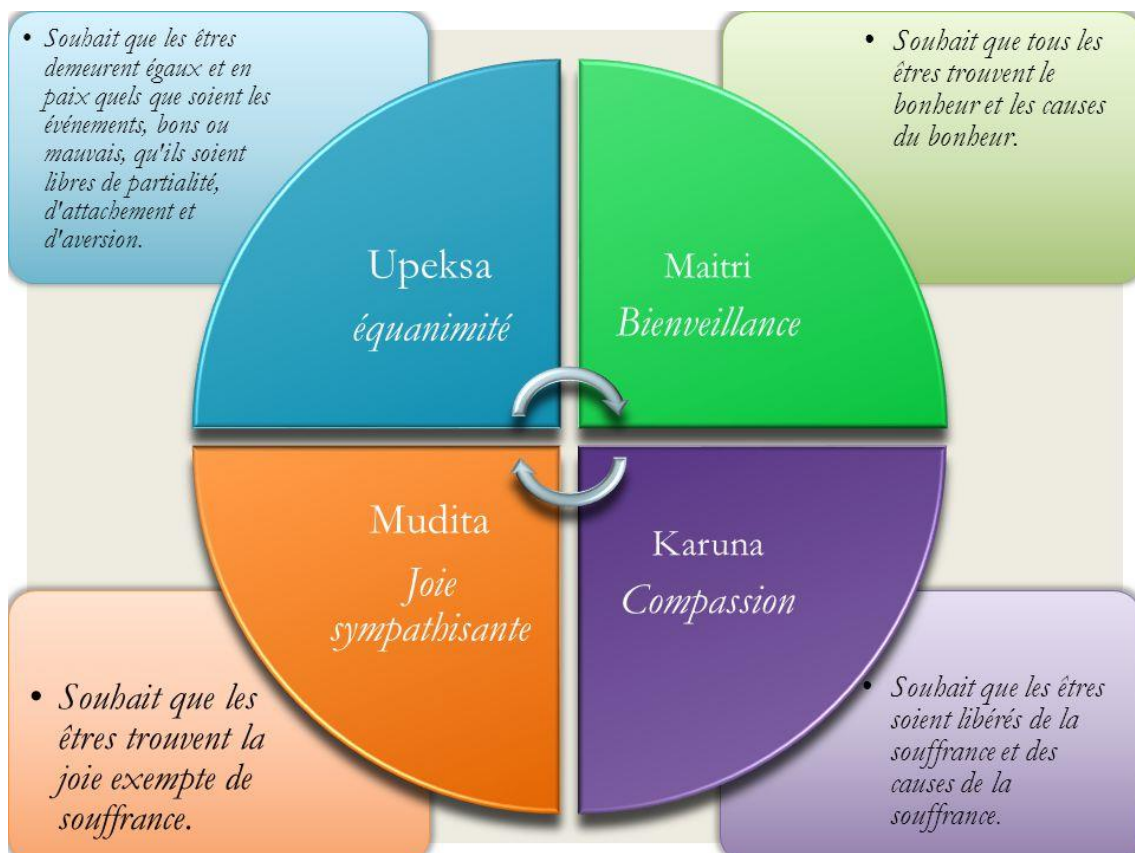 • Souhait que les êtres
demeurent égaux et en
paix quels que soient les
événements, bons ou
mauvais, qu'ils soient
libres de partialité,
d'attachement et
d'aversion.
• Souhait que tous les
êtres trouvent le
bonheur et les causes
du bonheur.
Upeksa
équanimité
Maitri
Bienveillance
Mudita
Joie
sympathisante
Karuna
Compassion
• Souhait que les
êtres trouvent la
joie exempte de
souffrance.
• Souhait que les êtres
soient libérés de la
souffrance et des
causes de la
souffrance.